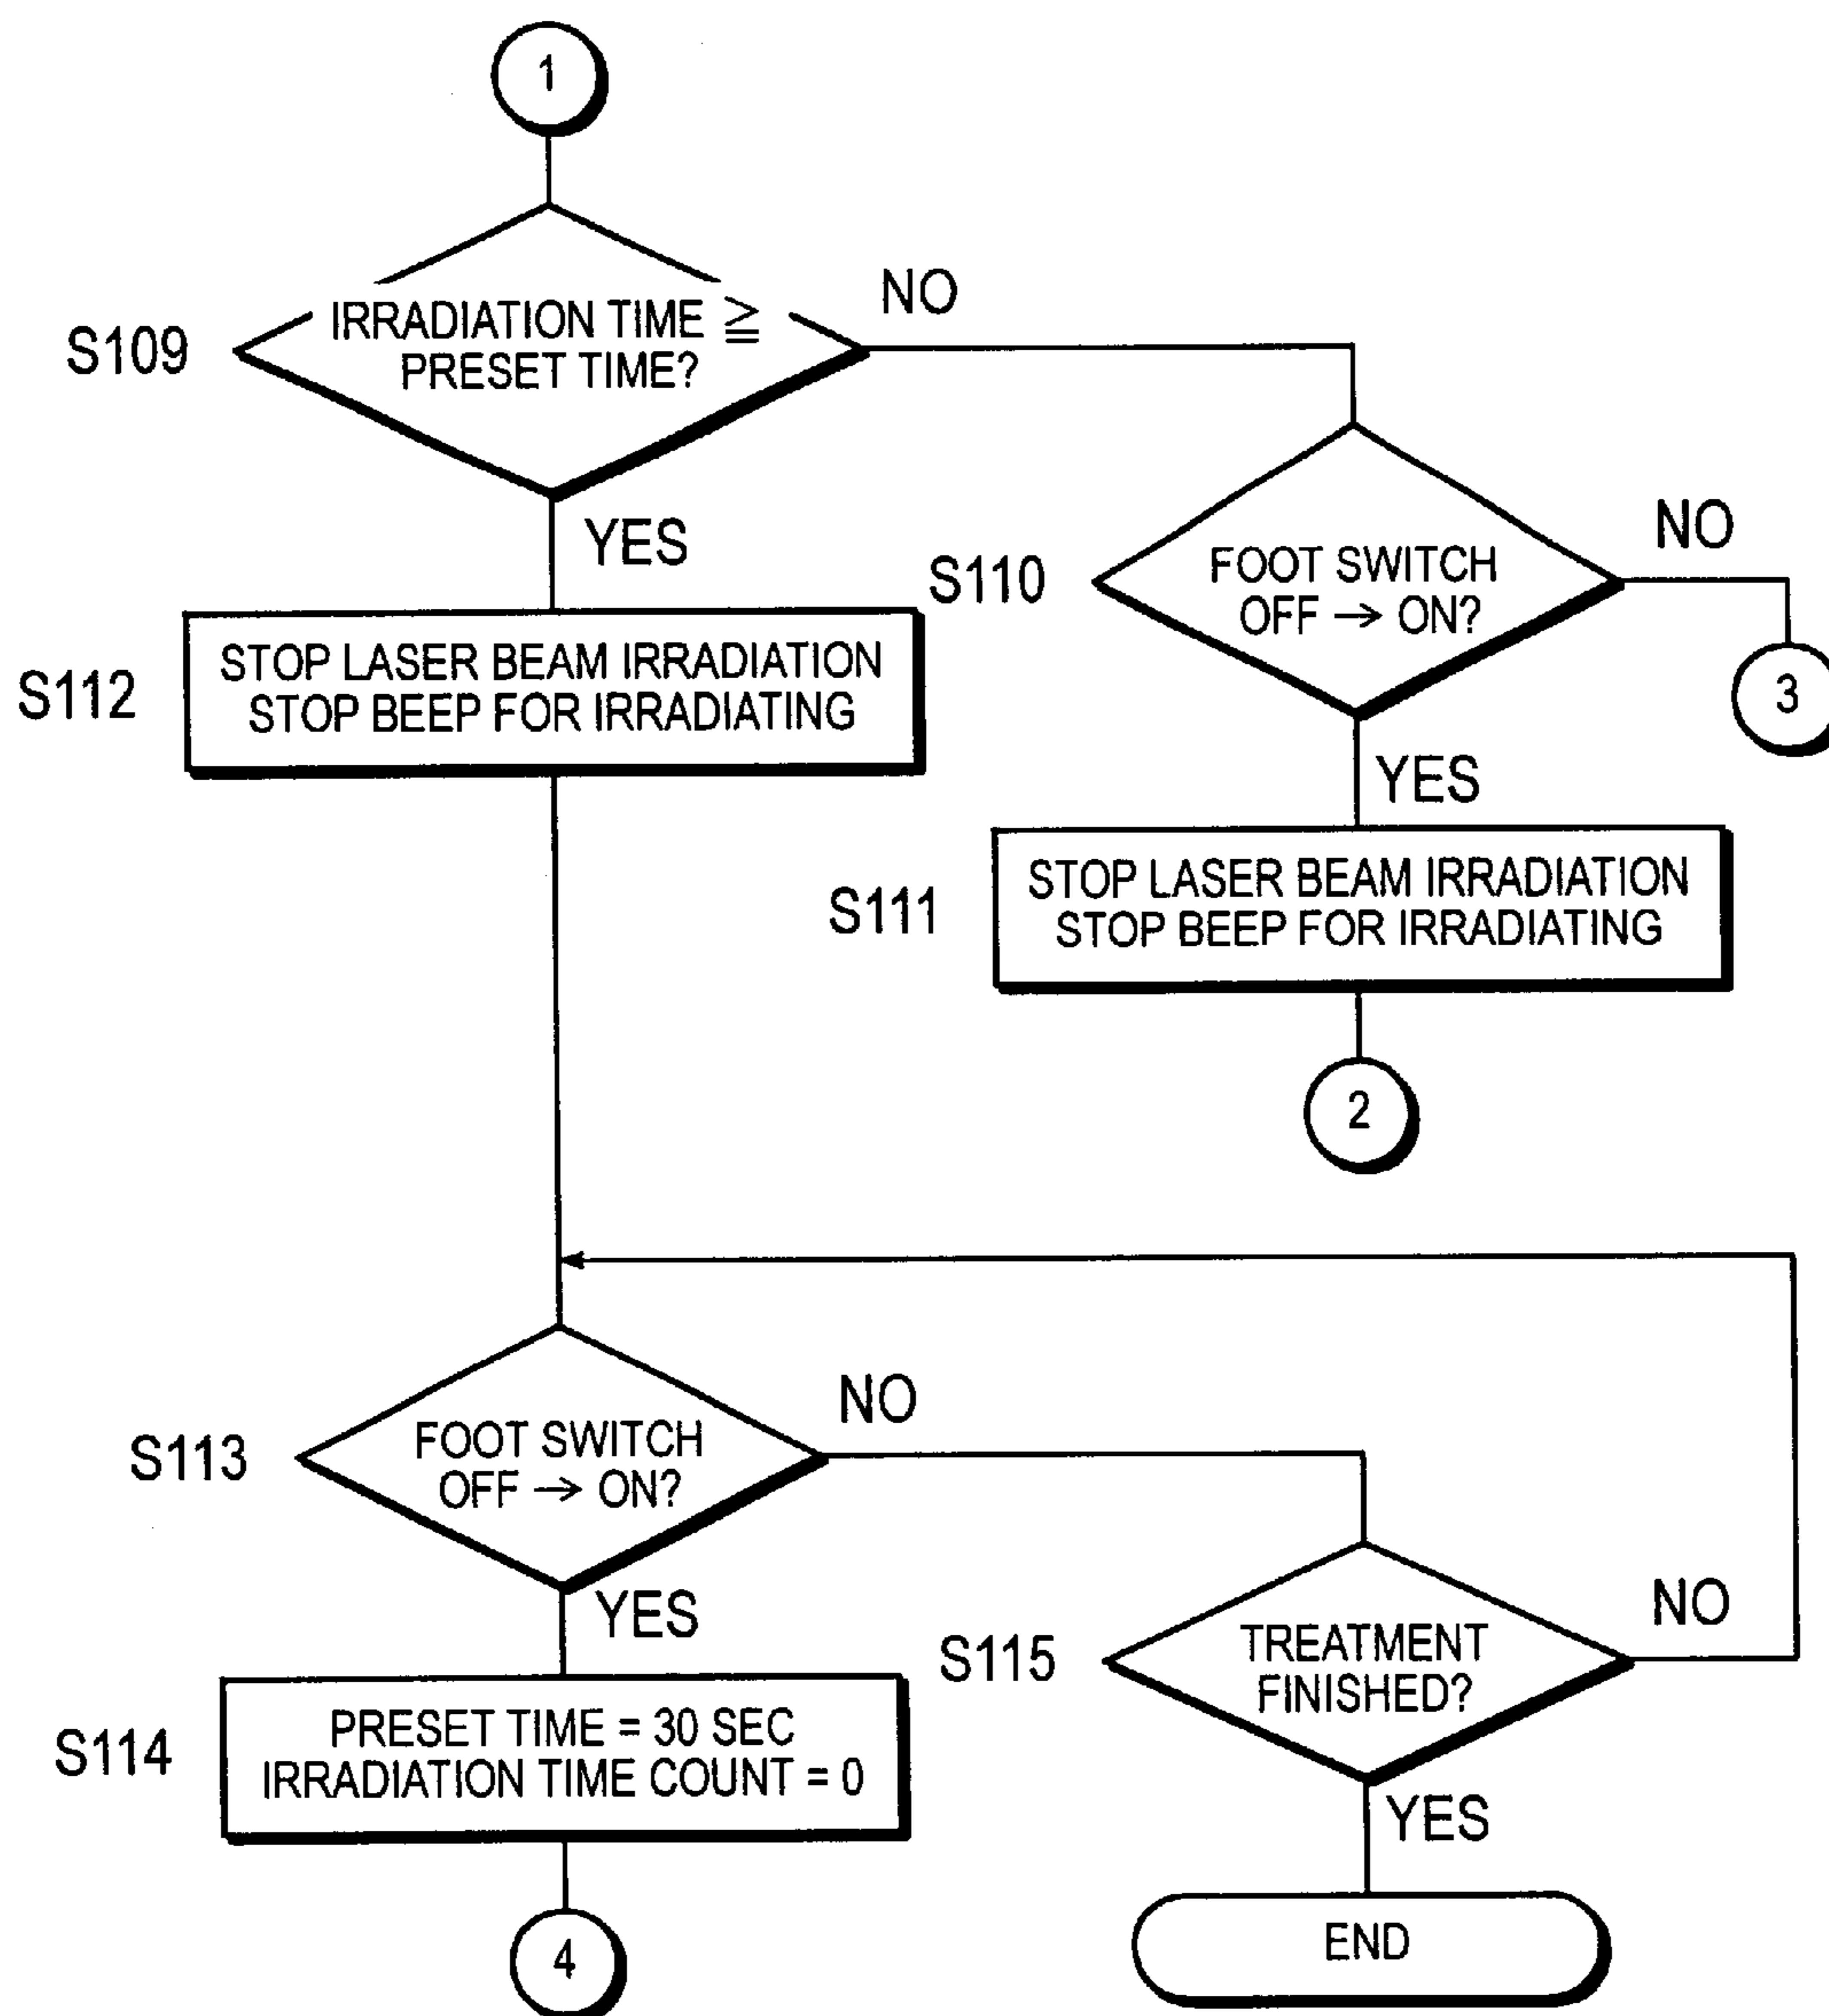 1
S109
IRRADIATION TIME ≧
PRESET TIME?
NO
YES
S110
FOOT SWITCH
OFF → ON?
NO
3
S112
STOP LASER BEAM IRRADIATION
STOP BEEP FOR IRRADIATING
YES
S111
STOP LASER BEAM IRRADIATION
STOP BEEP FOR IRRADIATING
2
S113
FOOT SWITCH
OFF → ON?
NO
YES
S115
TREATMENT
FINISHED?
NO
S114
PRESET TIME = 30 SEC
IRRADIATION TIME COUNT = 0
YES
4
END